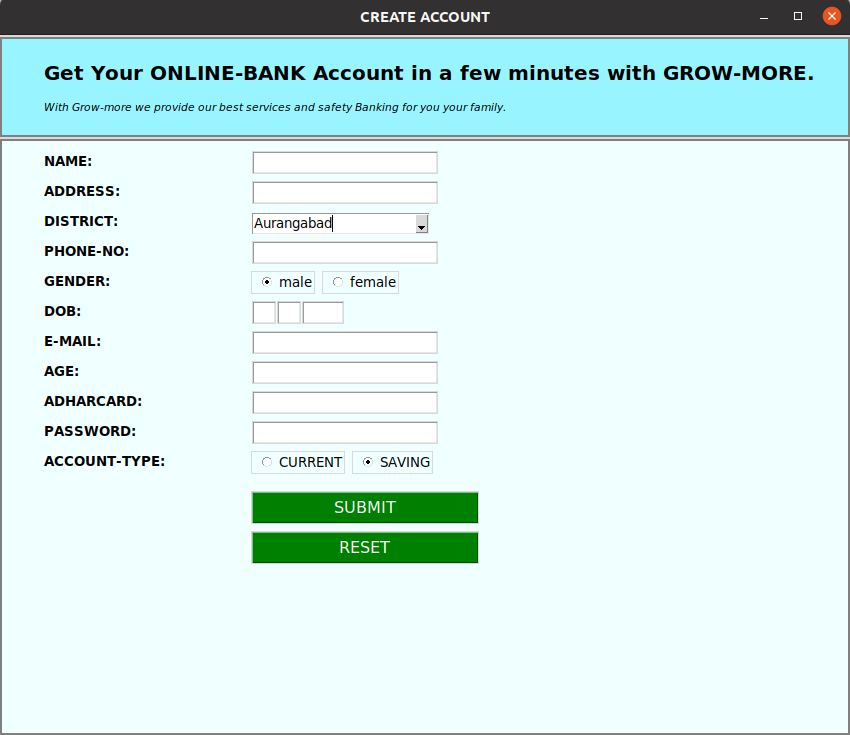 CREATE ACCOUNT
Get Your ONLINE-BANK Account in a few minutes with GROW-MORE.
With Grow-more we provide our best services and safety Banking for you your family.
NAME:
ADDRESS:
DISTRICT: Aurangabad
PHONE-NO:
GENDER: male female
DOB:
E-MAIL:
AGE:
ADHARCARD:
PASSWORD:
ACCOUNT-TYPE: CURRENT SAVING
SUBMIT
RESET